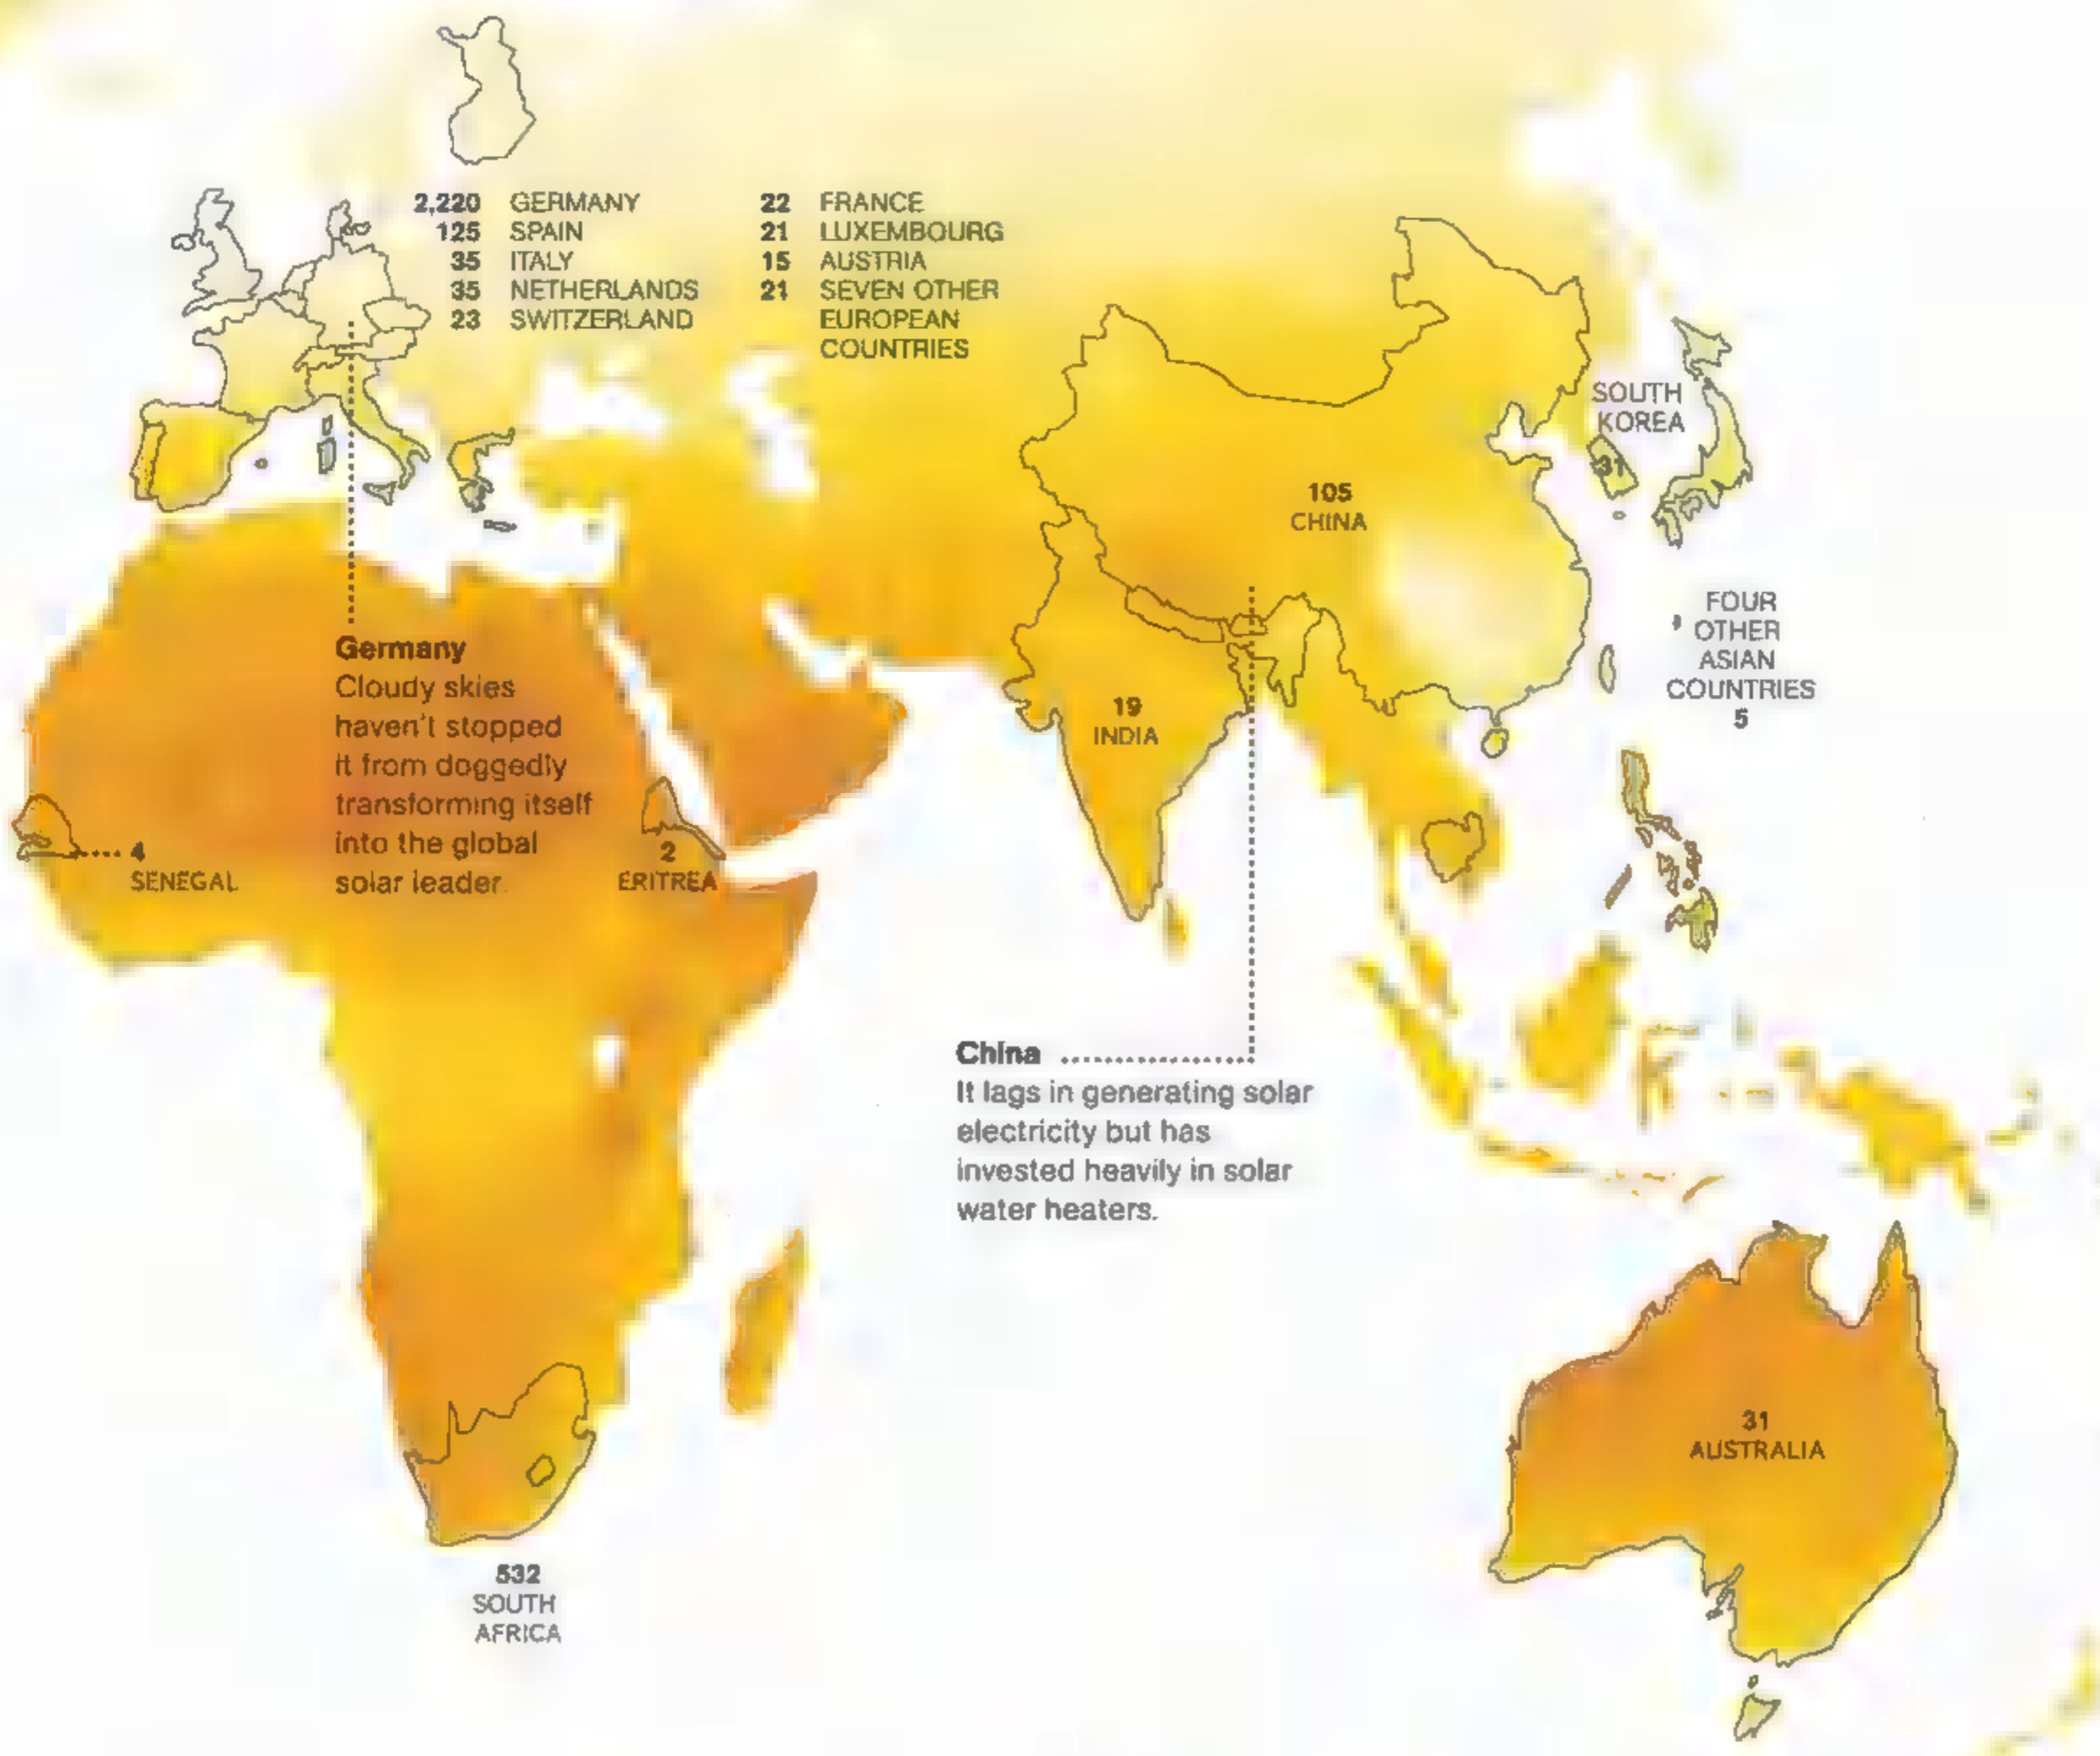 2,220 GERMANY
125 SPAIN
35 ITALY
35 NETHERLANDS
23 SWITZERLAND
22 FRANCE
21 LUXEMBOURG
15 AUSTRIA
21 SEVEN OTHER
EUROPEAN
COUNTRIES
SOUTH
KOREA
31
105
CHINA
FOUR
OTHER
ASIAN
COUNTRIES
5
Germany
Cloudy skies
haven't stopped
it from doggedly
transforming itself
into the global
solar leader.
19
INDIA
4
SENEGAL
2
ERITREA
China
It lags in generating solar
electricity but has
invested heavily in solar
water heaters.
31
AUSTRALIA
532
SOUTH
AFRICA